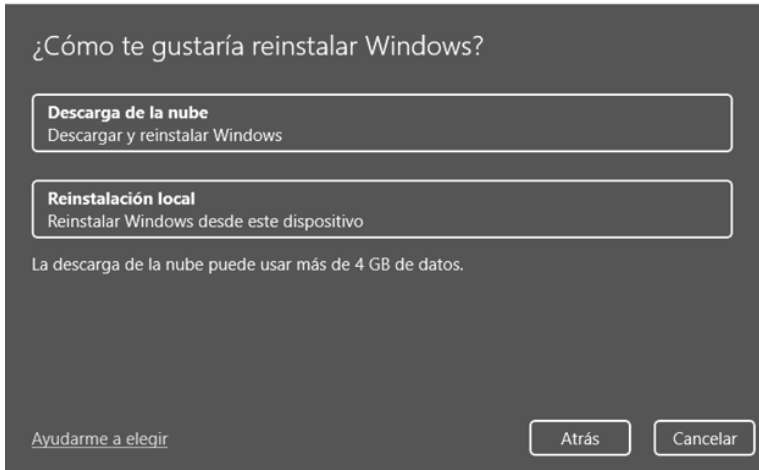 ¿Cómo te gustaría reinstalar Windows?
Descarga de la nube
Descargar y reinstalar Windows
Reinstalación local
Reinstalar Windows desde este dispositivo
La descarga de la nube puede usar más de 4 GB de datos.
Ayudarme a elegir
Atrás
Cancelar